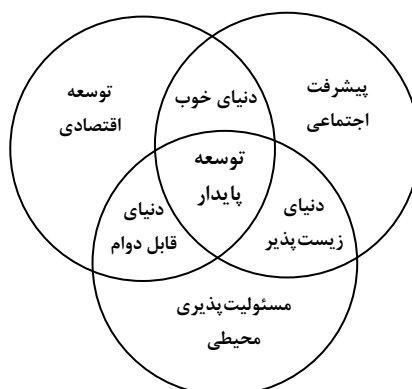 پیشرفت
اجتماعی
دنیای خوب
توسعه
اقتصادی
توسعه
پایدار
دنیای
زیست‌پذیر
دنیای
قابل دوام
مسئولیت‌پذیری
محیطی